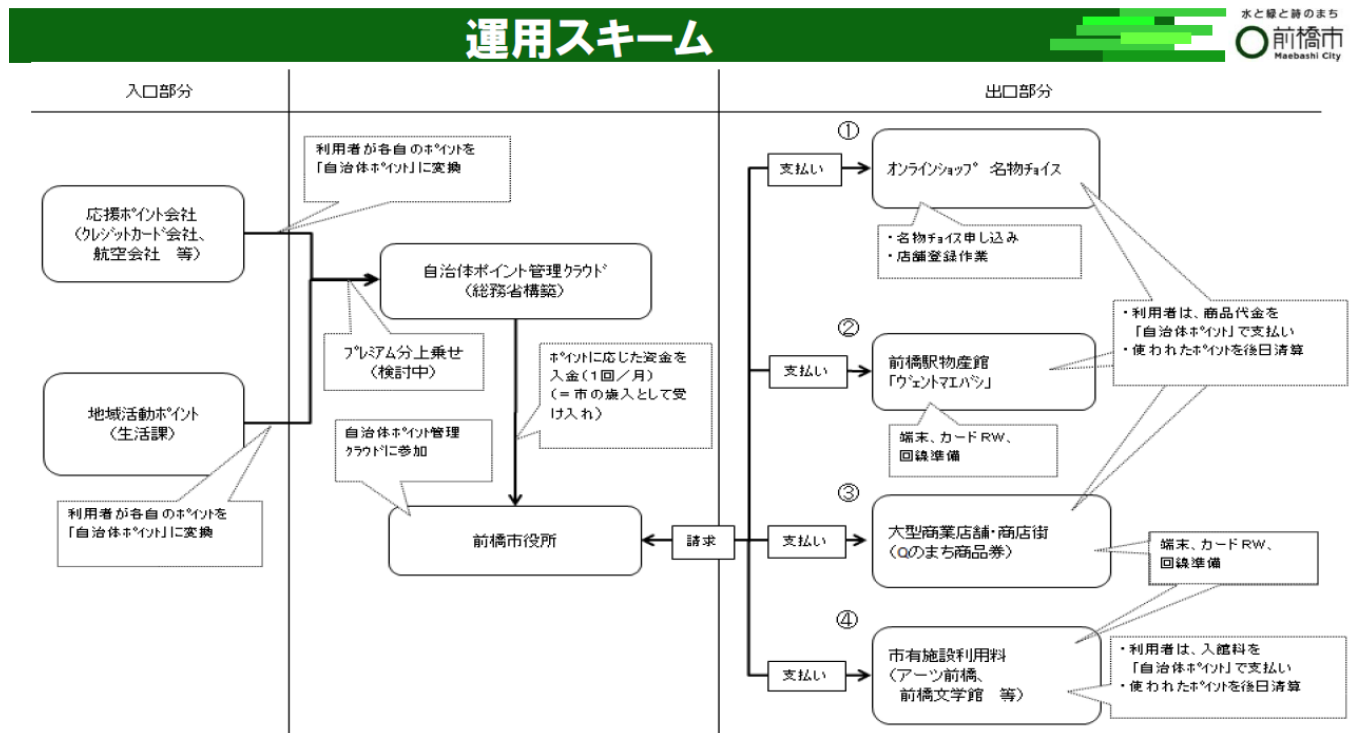 運用スキーム
水と緑と詩のまち
前橋市
Maebashi City
入口部分
出口部分
利用者が各自のﾎﾟｲﾝﾄを
「自治体ﾎﾟｲﾝﾄ」に変換
応援ﾎﾟｲﾝﾄ会社
(ｸﾚｼﾞｯﾄｶｰﾄﾞ会社、
航空会社　等)
自治体ポイント管理ｸﾗｳﾄﾞ
(総務省構築)
ﾌﾟﾚﾐｱﾑ分上乗せ
(検討中)
ﾎﾟｲﾝﾄに応じた資金を
入金(1回／月)
(＝市の歳入として受
け入れ)
地域活動ﾎﾟｲﾝﾄ
(生活課)
自治体ﾎﾟｲﾝﾄ管理
ｸﾗｳﾄﾞに参加
利用者が各自のﾎﾟｲﾝﾄを
「自治体ﾎﾟｲﾝﾄ」に変換
前橋市役所
請求
①
支払い
ｵﾝﾗｲﾝｼｮｯﾌﾟ 名物ﾁｮｲｽ
・名物ﾁｮｲｽ申し込み
・店舗登録作業
・利用者は、商品代金を
「自治体ﾎﾟｲﾝﾄ」で支払い
・使われたﾎﾟｲﾝﾄを後日清算
②
支払い
前橋駅物産館
「ｳﾞｪﾝﾄﾏｴﾊﾞｼ」
端末、カードRW、
回線準備
③
支払い
大型商業店舗・商店街
(Qのまち商品券)
端末、カードRW、
回線準備
④
支払い
市有施設利用料
(アーツ前橋、
前橋文学館　等)
・利用者は、入館料を
「自治体ﾎﾟｲﾝﾄ」で支払い
・使われたﾎﾟｲﾝﾄを後日清算